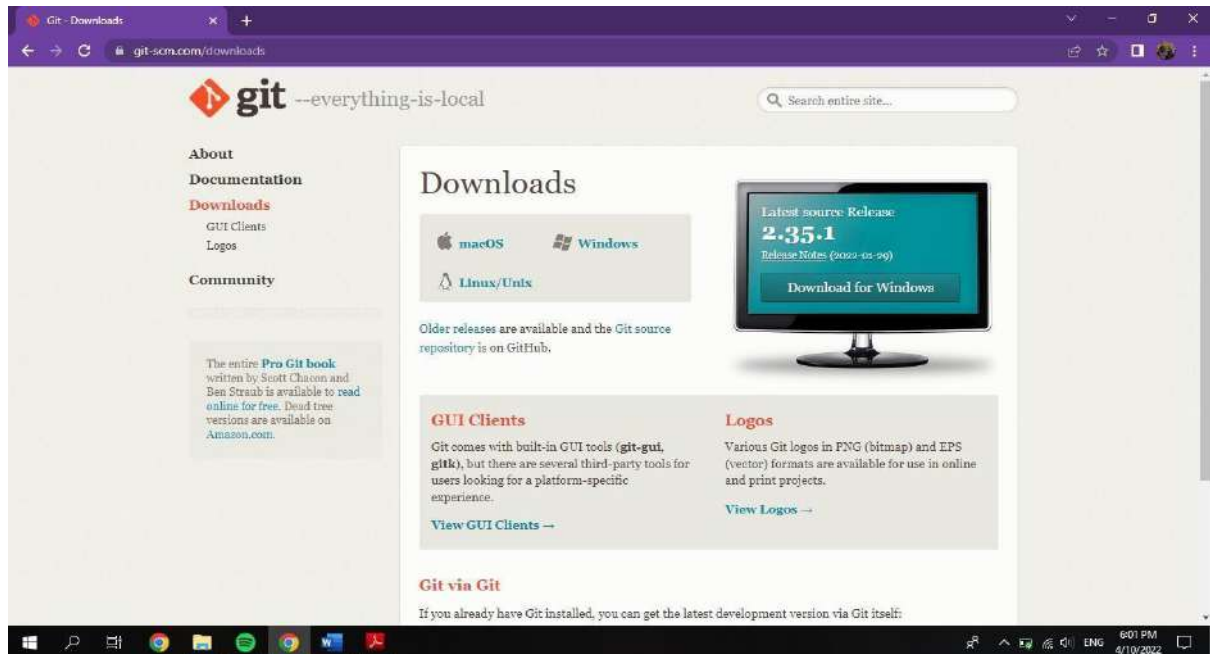 Git - Downloads
git-scm.com/downloads
git --everything-is-local
Search entire site...
About
Documentation
Downloads
GUI Clients
Logos
Community
The entire Pro Git book
written by Scott Chacon and
Ben Straub is available to read
online for free. Dead tree
versions are available on
Amazon.com.
Downloads
macOS
Windows
Linux/Unix
Older releases are available and the Git source
repository is on GitHub.
Latest source Release
2.35.1
Release Notes (2022-01-29)
Download for Windows
GUI Clients
Git comes with built-in GUI tools (git-gui,
gitk), but there are several third-party tools for
users looking for a platform-specific
experience.
View GUI Clients →
Logos
Various Git logos in PNG (bitmap) and EPS
(vector) formats are available for use in online
and print projects.
View Logos →
Git via Git
If you already have Git installed, you can get the latest development version via Git itself:
ENG
6:01 PM
4/10/2022